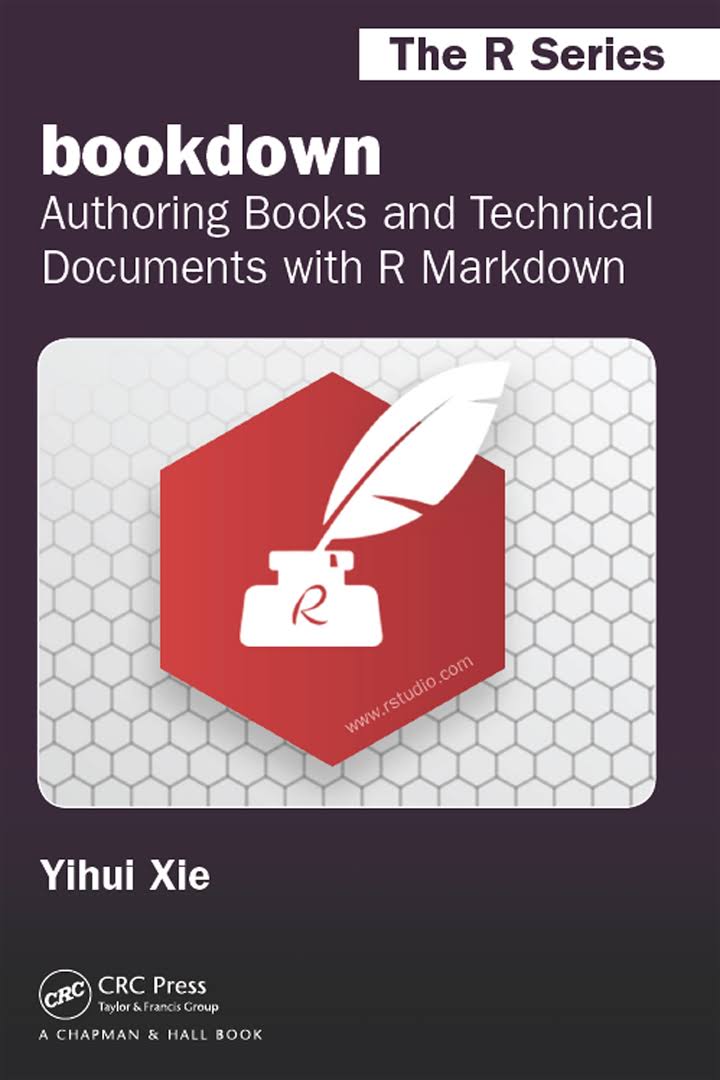 The R Series
bookdown
Authoring Books and Technical
Documents with R Markdown
R
www.rstudio.com
Yihui Xie
CRC CRC Press
Taylor & Francis Group
A CHAPMAN & HALL BOOK